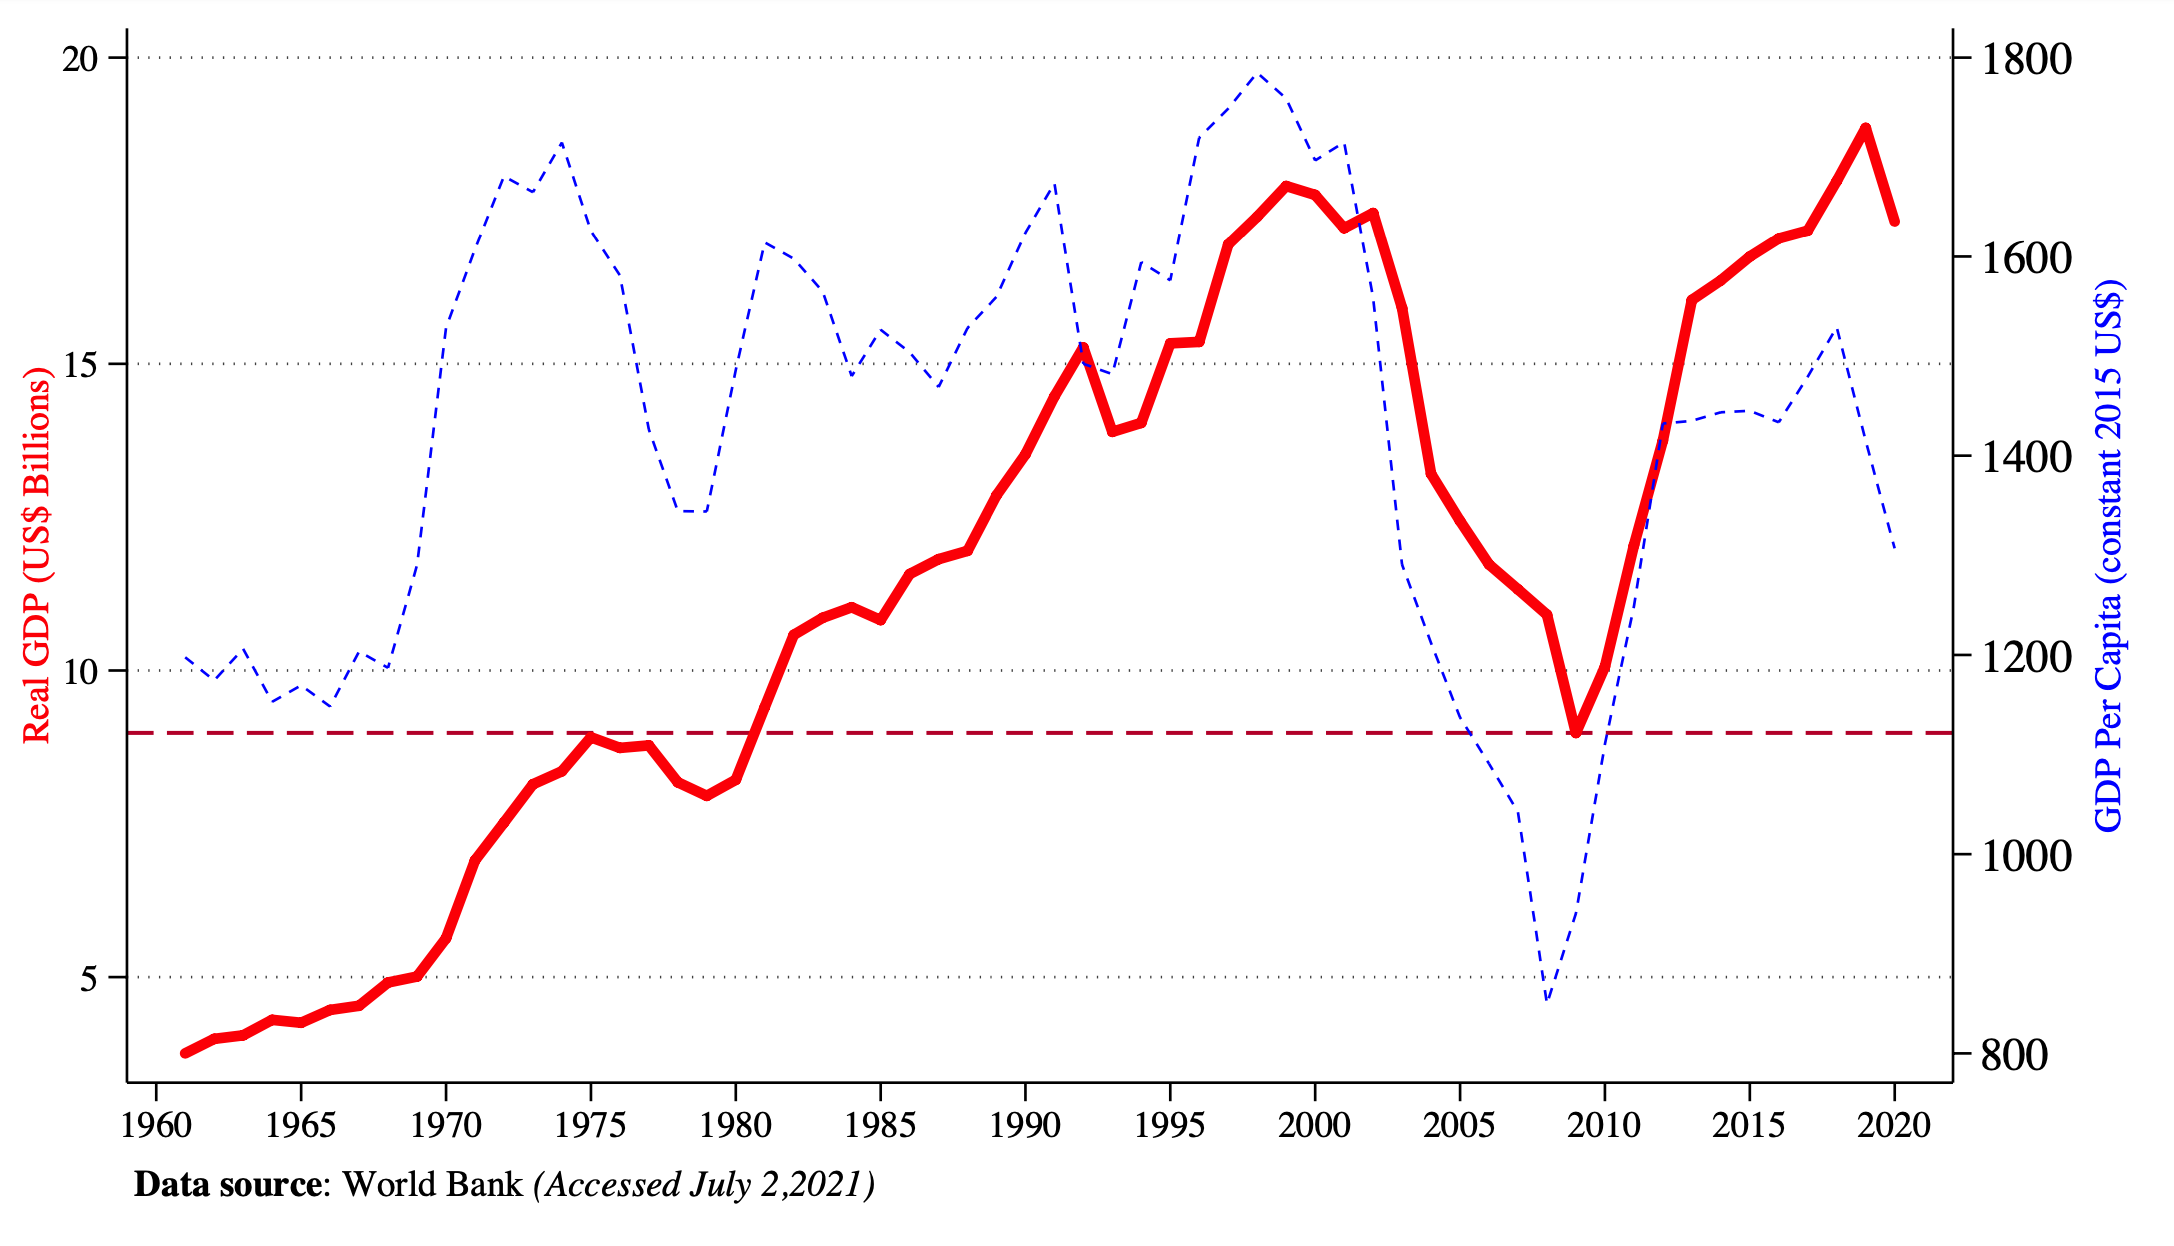 Real GDP (US$ Billions)
20
15
10
5
1800
1600
1400
1200
1000
800
GDP Per Capita (constant 2015 US$)
1960 1965 1970 1975 1980 1985 1990 1995 2000 2005 2010 2015 2020
Data source: World Bank (Accessed July 2,2021)